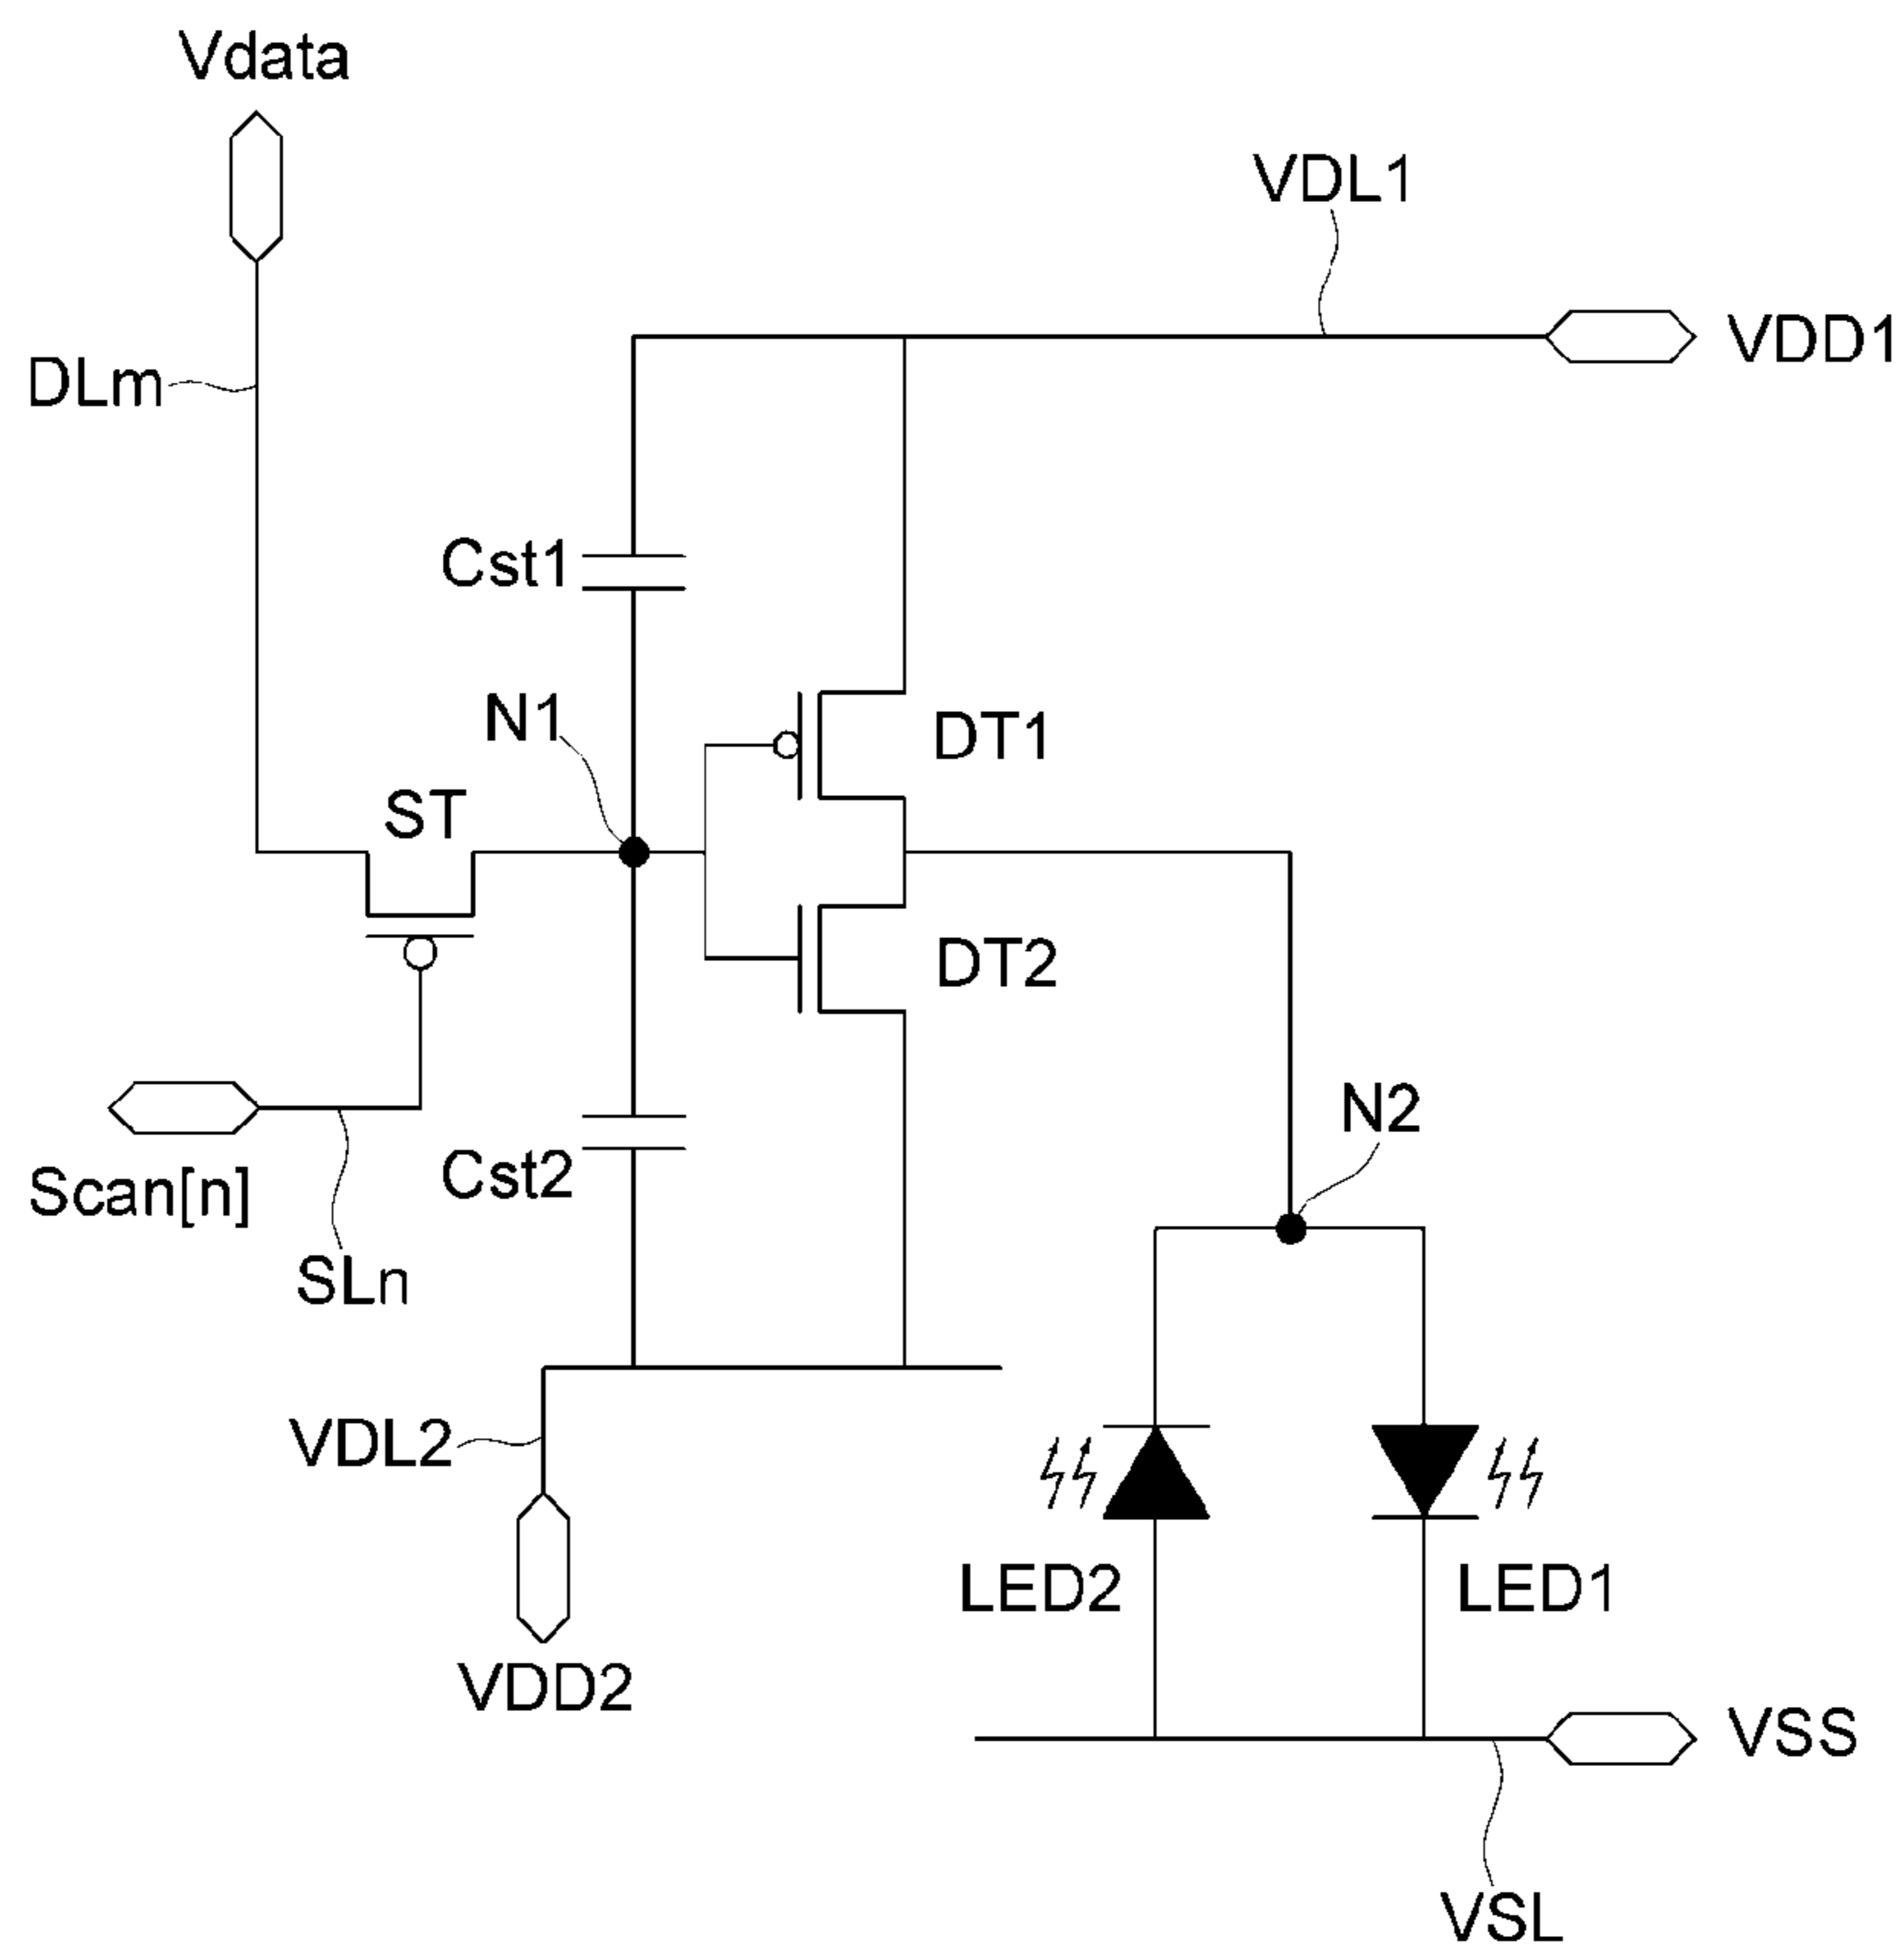 Vdata
VDL1
VDD1
DLm
Cst1
N1
DT1
ST
DT2
N2
Cst2
Scan[n]
SLn
VDL2
LED2
LED1
VDD2
VSS
VSL